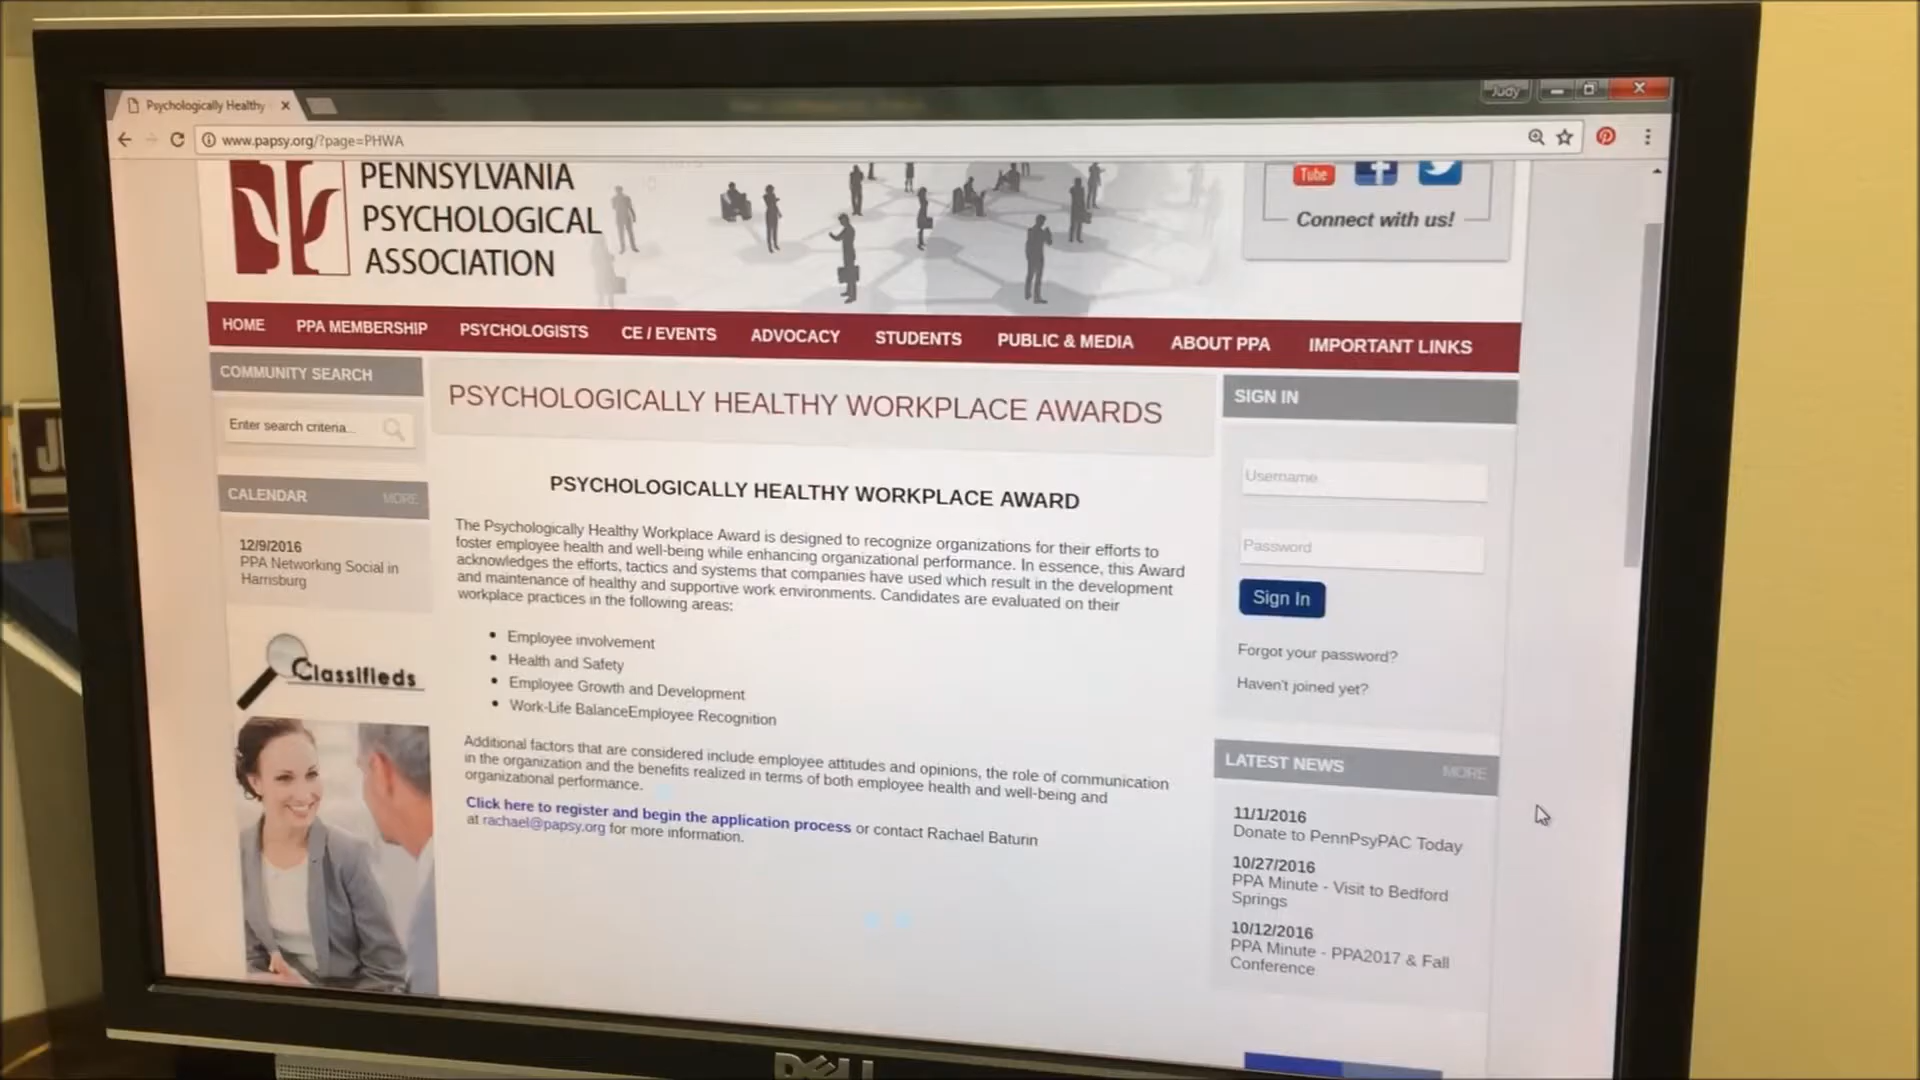 Judy
Psychologically Healthy
www.papsy.org/?page=PHWA
PENNSYLVANIA
PSYCHOLOGICAL
ASSOCIATION
Tube
Connect with us!
HOME PPA MEMBERSHIP PSYCHOLOGISTS CE / EVENTS ADVOCACY STUDENTS PUBLIC & MEDIA ABOUT PPA IMPORTANT LINKS
COMMUNITY SEARCH
Enter search criteria...
CALENDAR MORE
12/9/2016
PPA Networking Social in
Harrisburg
Classifieds
PSYCHOLOGICALLY HEALTHY WORKPLACE AWARDS
PSYCHOLOGICALLY HEALTHY WORKPLACE AWARD
The Psychologically Healthy Workplace Award is designed to recognize organizations for their efforts to
foster employee health and well-being while enhancing organizational performance. In essence, this Award
acknowledges the efforts, tactics and systems that companies have used which result in the development
and maintenance of healthy and supportive work environments. Candidates are evaluated on their
workplace practices in the following areas:
• Employee involvement
• Health and Safety
• Employee Growth and Development
• Work-Life BalanceEmployee Recognition
Additional factors that are considered include employee attitudes and opinions, the role of communication
in the organization and the benefits realized in terms of both employee health and well-being and
organizational performance.
Click here to register and begin the application process or contact Rachael Baturin
at rachael@papsy.org for more information.
SIGN IN
Username
Password
Sign In
Forgot your password?
Haven't joined yet?
LATEST NEWS MORE
11/1/2016
Donate to PennPsyPAC Today
10/27/2016
PPA Minute - Visit to Bedford
Springs
10/12/2016
PPA Minute - PPA2017 & Fall
Conference
DELL